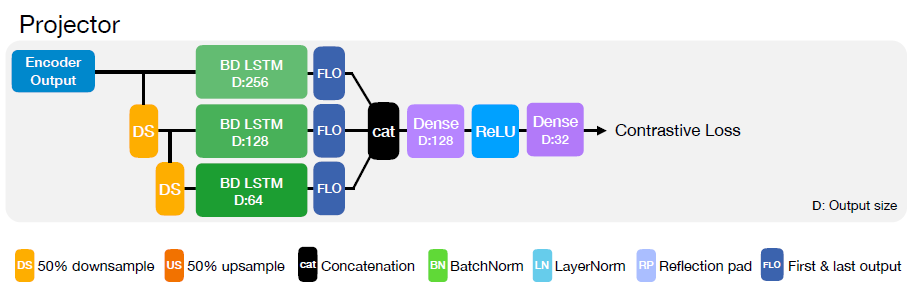 Projector
Encoder
Output
BD LSTM
D:256
FLO
DS
BD LSTM
D:128
FLO
DS
BD LSTM
D:64
FLO
cat
Dense
D:128
ReLU
Dense
D:32
Contrastive Loss
D: Output size
DS 50% downsample
US 50% upsample
cat Concatenation
BN BatchNorm
LN LayerNorm
RP Reflection pad
FLO First & last output